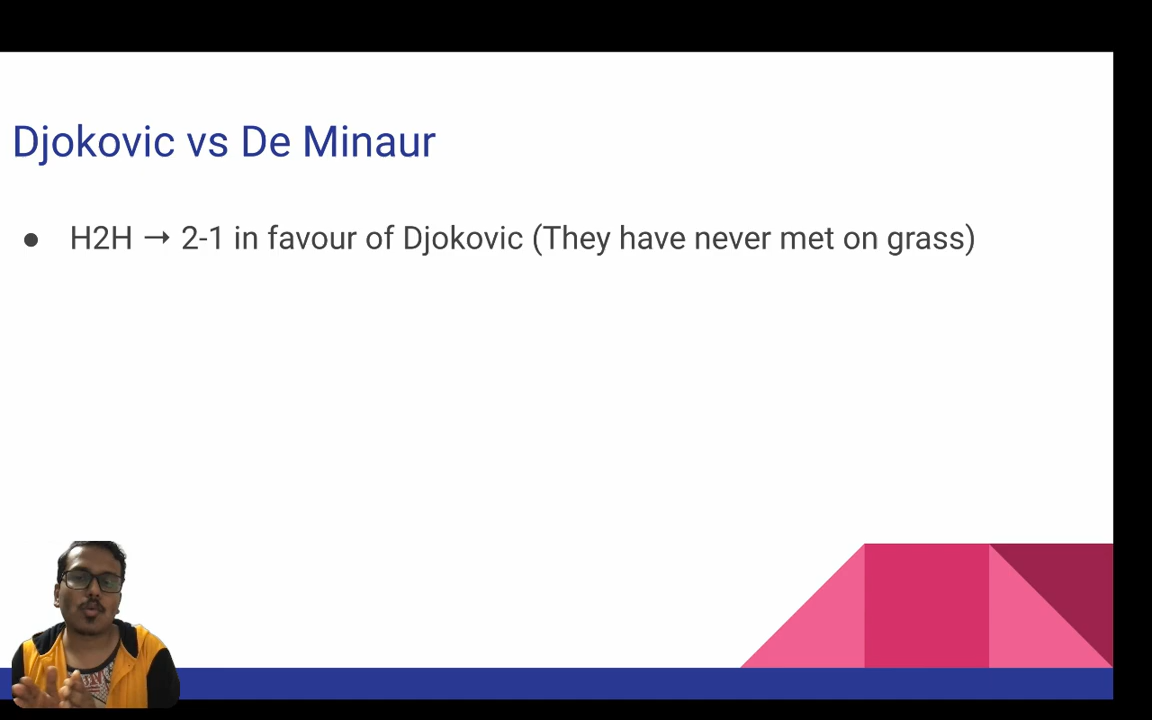 Djokovic vs De Minaur
● H2H → 2-1 in favour of Djokovic (They have never met on grass)